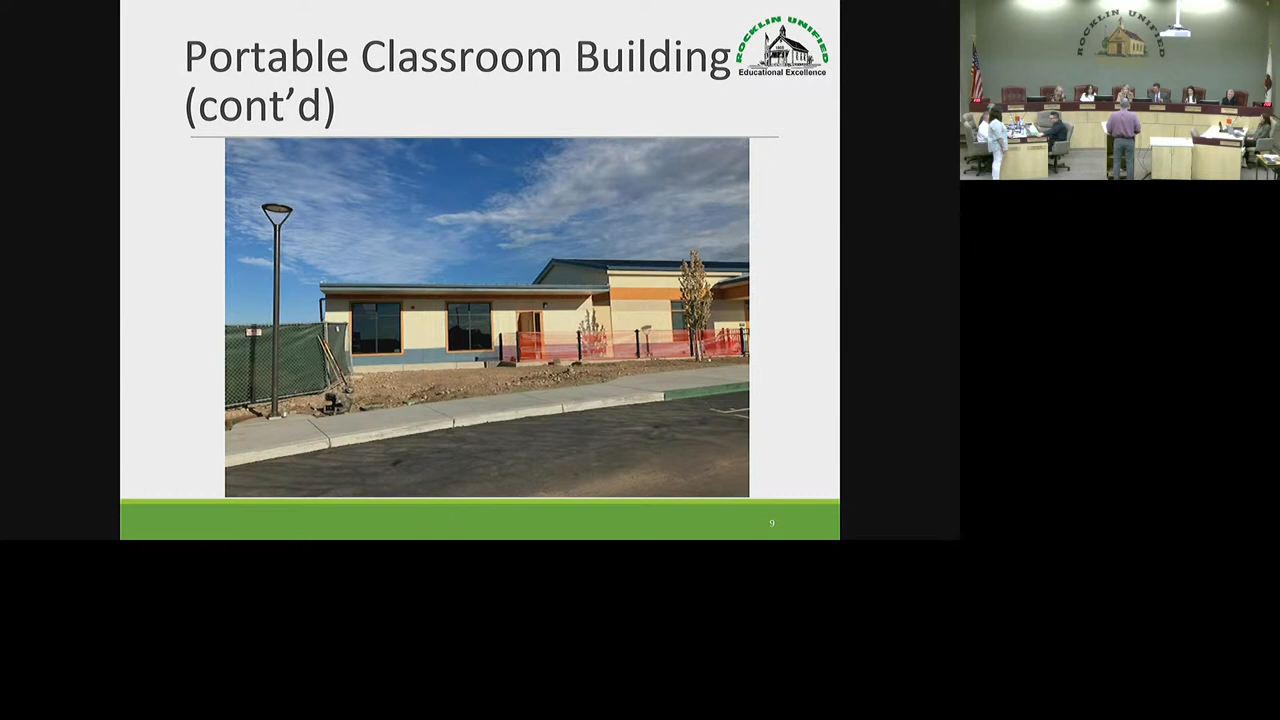 Portable Classroom Building
(cont’d)
ROCKLIN UNIFIED
Educational Excellence
9
ROCKLIN UNIFIED